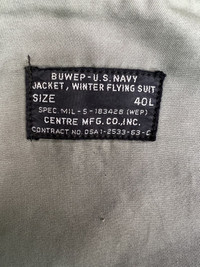 BUWEP - U.S. NAVY
JACKET, WINTER FLYING SUIT
SIZE 40L
SPEC. MIL-S-18342B (WEP)
CENTRE MFG. CO., INC.
CONTRACT NO. DSA1-2533-63-C